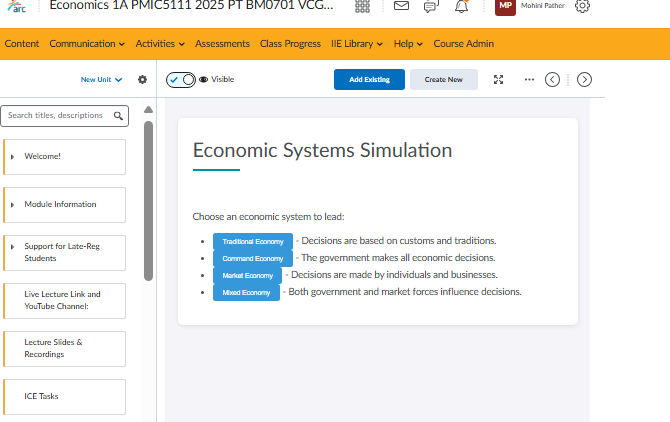 arc
Economics 1A PMIC5111 2025 PT BM0701 VCG...
MP
Mohini Pather
Content Communication Activities Assessments Class Progress IIE Library Help Course Admin
New Unit
Visible
Add Existing
Create New
Search titles, descriptions
Welcome!
Module Information
Support for Late-Reg
Students
Live Lecture Link and
YouTube Channel:
Lecture Slides &
Recordings
ICE Tasks
Economic Systems Simulation
Choose an economic system to lead:
• Traditional Economy - Decisions are based on customs and traditions.
• Command Economy - The government makes all economic decisions.
• Market Economy - Decisions are made by individuals and businesses.
• Mixed Economy - Both government and market forces influence decisions.